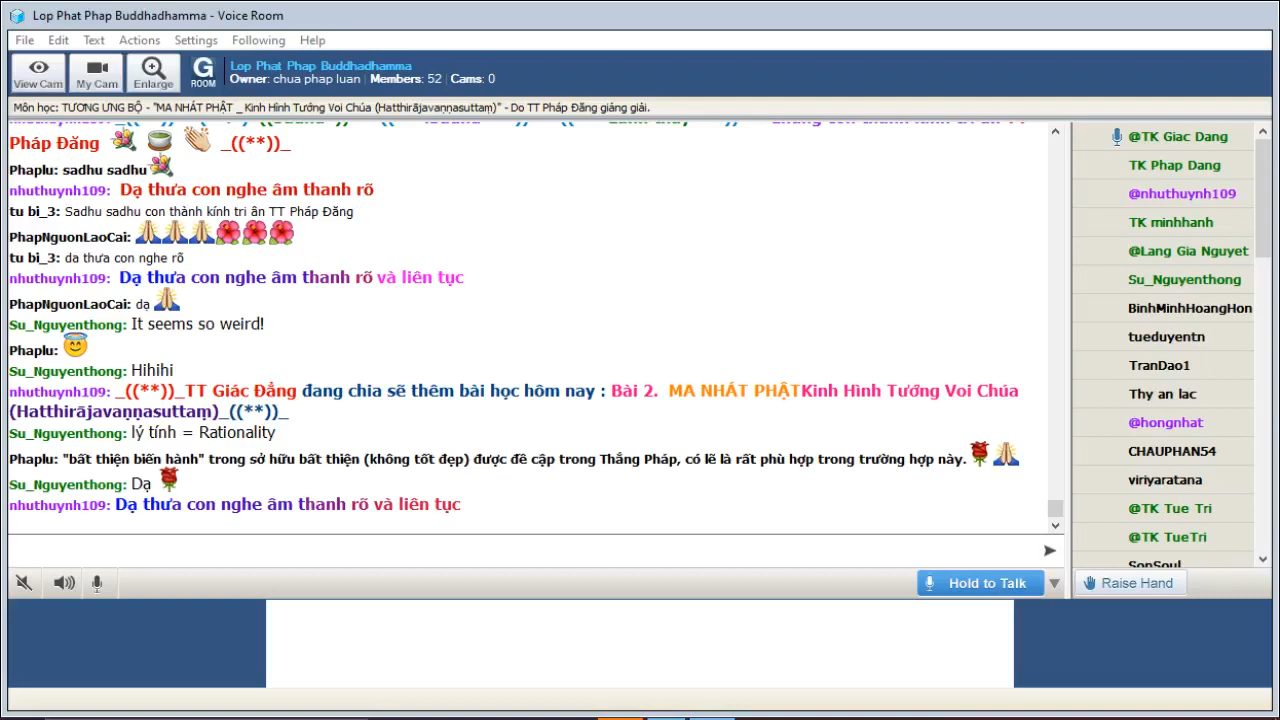 Lop Phat Phap Buddhadhamma - Voice Room
File Edit Text Actions Settings Following Help
View Cam My Cam Enlarge G ROOM
Lop Phat Phap Buddhadhamma
Owner: chua phap luan | Members: 52 | Cams: 0
Môn học: TƯƠNG ƯNG BỘ - "MA NHÁT PHẬT _ Kinh Hình Tướng Voi Chúa (Hatthirājavaṇṇasuttaṃ)" - Do TT Pháp Đăng giảng giải.
Pháp Đăng _((**))_
Phaplu: sadhu sadhu
nhuthuynh109: Dạ thưa con nghe âm thanh rõ
tu bi_3: Sadhu sadhu con thành kính tri ân TT Pháp Đăng
PhapNguonLaoCai:
tu bi_3: da thưa con nghe rõ
nhuthuynh109: Dạ thưa con nghe âm thanh rõ và liên tục
PhapNguonLaoCai: dạ
Su_Nguyenthong: It seems so weird!
Phaplu:
Su_Nguyenthong: Hihihi
nhuthuynh109: _((**))_TT Giác Đẳng đang chia sẽ thêm bài học hôm nay : Bài 2. MA NHÁT PHẬTKinh Hình Tướng Voi Chúa
(Hatthirājavaṇṇasuttaṃ)_((**))_
Su_Nguyenthong: lý tính = Rationality
Phaplu: "bất thiện biến hành" trong sở hữu bất thiện (không tốt đẹp) được đề cập trong Thắng Pháp, có lẽ là rất phù hợp trong trường hợp này.
Su_Nguyenthong: Dạ
nhuthuynh109: Dạ thưa con nghe âm thanh rõ và liên tục
@TK Giac Dang
TK Phap Dang
@nhuthuynh109
TK minhhanh
@Lang Gia Nguyet
Su_Nguyenthong
BinhMinhHoangHon
tueduyentn
TranDao1
Thy an lac
@hongnhat
CHAUPHAN54
viriyaratana
@TK Tue Tri
@TK TueTri
SonSoul
Hold to Talk
Raise Hand